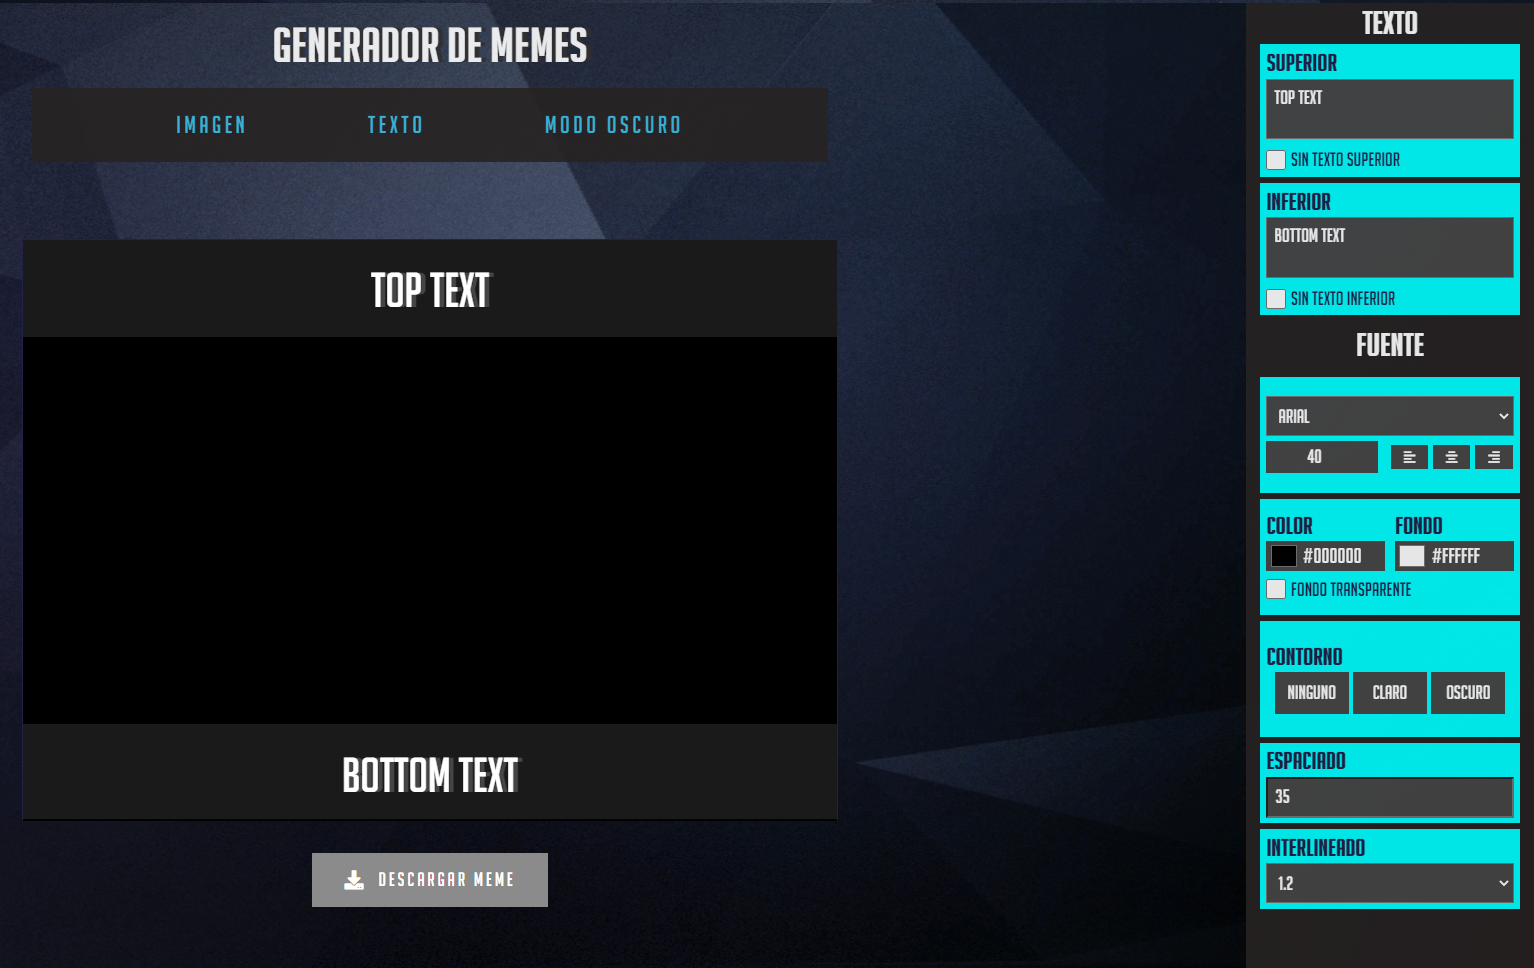 GENERADOR DE MEMES
IMAGEN
TEXTO
MODO OSCURO
TOP TEXT
BOTTOM TEXT
DESCARGAR MEME
TEXTO
SUPERIOR
TOP TEXT
SIN TEXTO SUPERIOR
INFERIOR
BOTTOM TEXT
SIN TEXTO INFERIOR
FUENTE
ARIAL
40
COLOR
FONDO
#000000
#FFFFFF
FONDO TRANSPARENTE
CONTORNO
NINGUNO
CLARO
OSCURO
ESPACIADO
35
INTERLINEADO
1.2